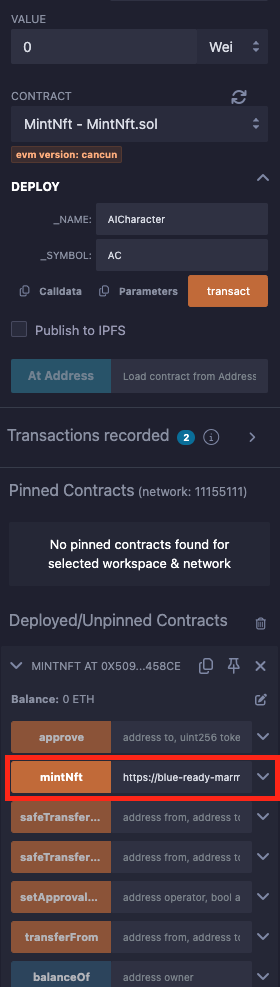 VALUE
0 Wei
CONTRACT
MintNft - MintNft.sol
evm version: cancun
DEPLOY
_NAME: AICharacter
_SYMBOL: AC
Calldata Parameters transact
Publish to IPFS
At Address Load contract from Address
Transactions recorded 2 i
Pinned Contracts (network: 11155111)
No pinned contracts found for
selected workspace & network
Deployed/Unpinned Contracts
MINTNFT AT 0X509...458CE
Balance: 0 ETH
approve address to, uint256 toke
mintNft https://blue-ready-marm
safeTransfer... address from, address to
safeTransfer... address from, address to
setApproval... address operator, bool a
transferFrom address from, address to
balanceOf address owner